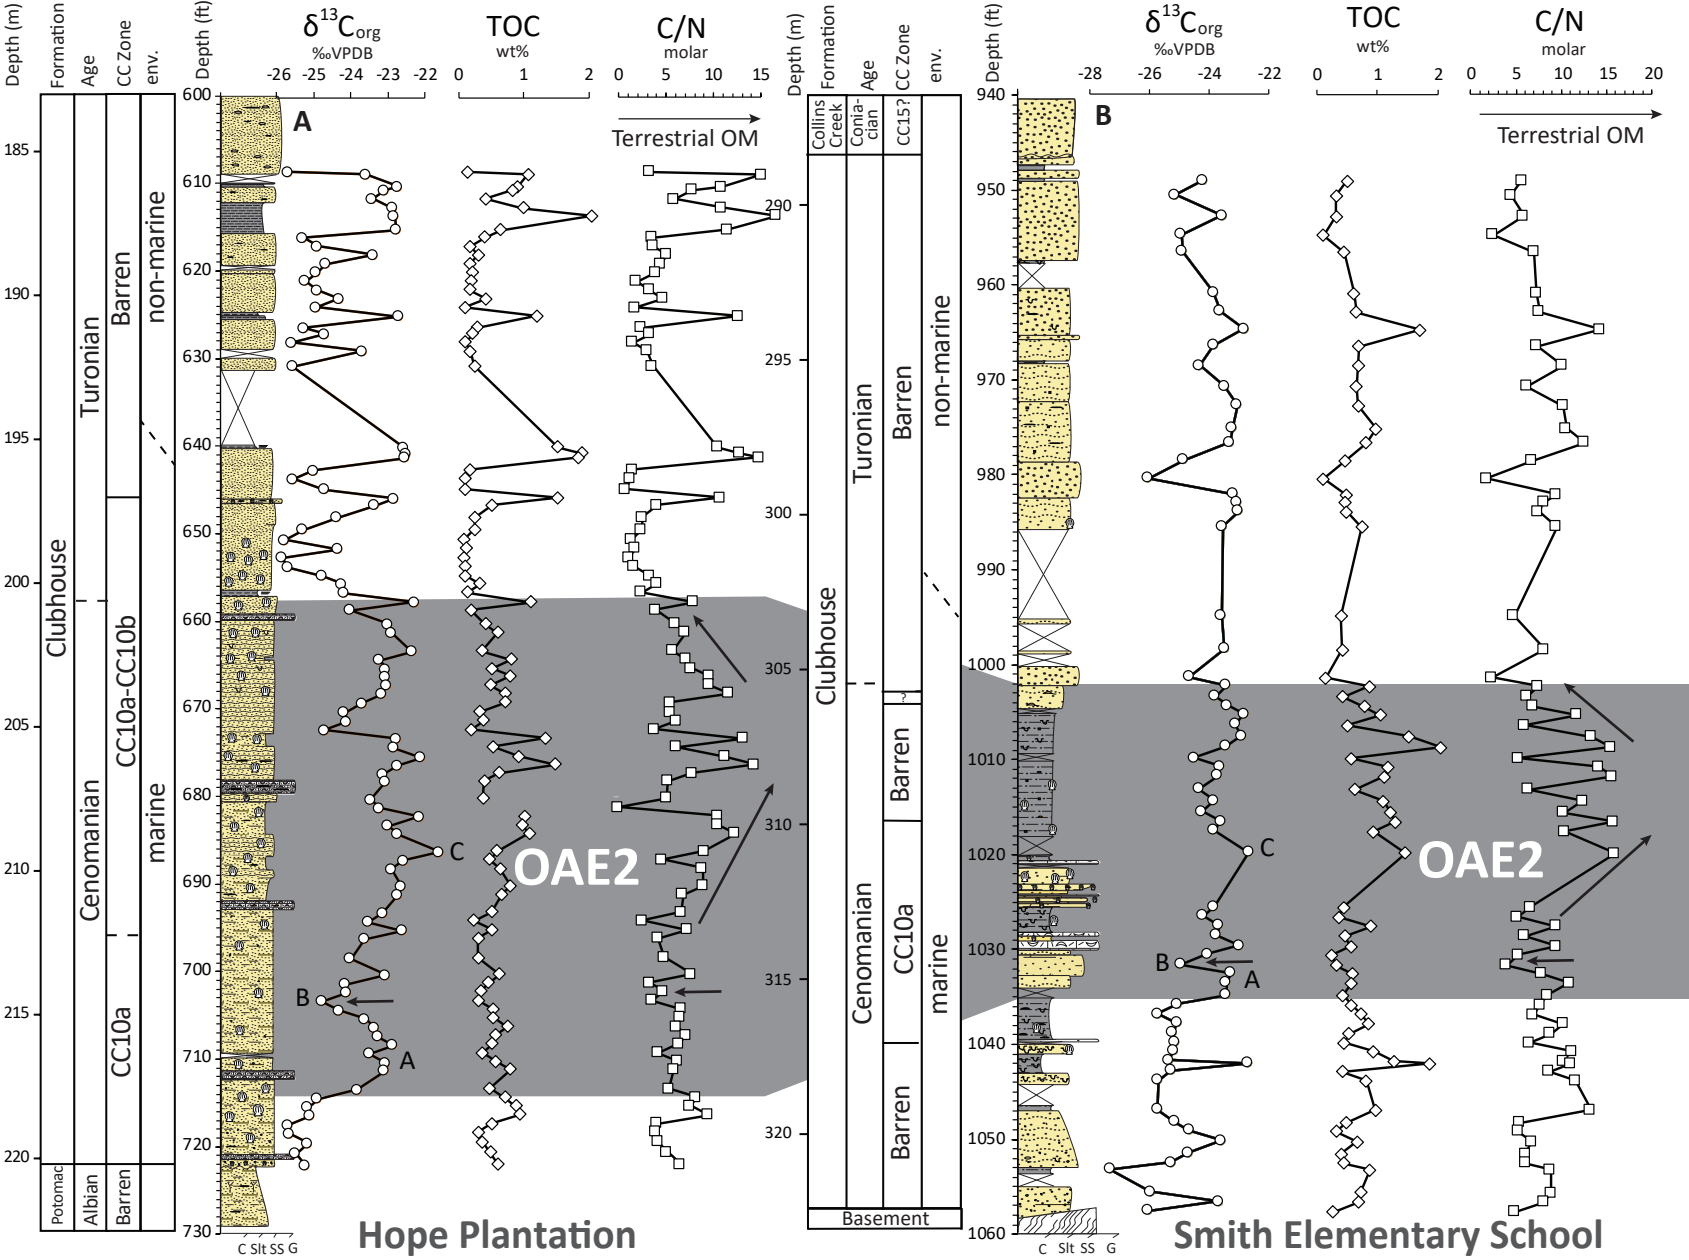 Depth (m)
Formation
Age
CC Zone
env.
Depth (ft)
δ13Corg
‰VPDB
-26 -25 -24 -23 -22
TOC
wt%
0 1 2
C/N
molar
0 5 10 15
Terrestrial OM
A
185
190
195
200
205
210
215
220
Clubhouse
Potomac
Turonian
Cenomanian
Albian
Barren
CC10a-CC10b
CC10a
Barren
non-marine
marine
600
610
620
630
640
650
660
670
680
690
700
710
720
730
C
B
A
OAE2
C Slt SS G
Hope Plantation
Depth (m)
Formation
Age
CC Zone
env.
Depth (ft)
δ13Corg
‰VPDB
-28 -26 -24 -22
TOC
wt%
0 1 2
C/N
molar
0 5 10 15 20
Terrestrial OM
B
290
295
300
305
310
315
320
Collins
Creek
Clubhouse
Conia-
cian
Turonian
Cenomanian
CC15?
Barren
?
Barren
CC10a
Barren
non-marine
marine
Basement
940
950
960
970
980
990
1000
1010
1020
1030
1040
1050
1060
C
B
A
OAE2
C Slt SS G
Smith Elementary School